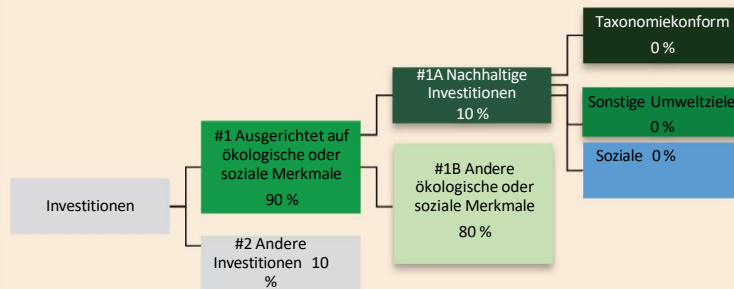 Investitionen
#1 Ausgerichtet auf
ökologische oder
soziale Merkmale
90 %
#2 Andere
Investitionen 10
%
#1A Nachhaltige
Investitionen
10 %
#1B Andere
ökologische oder
soziale Merkmale
80 %
Taxonomiekonform
0 %
Sonstige Umweltziele
0 %
Soziale 0 %